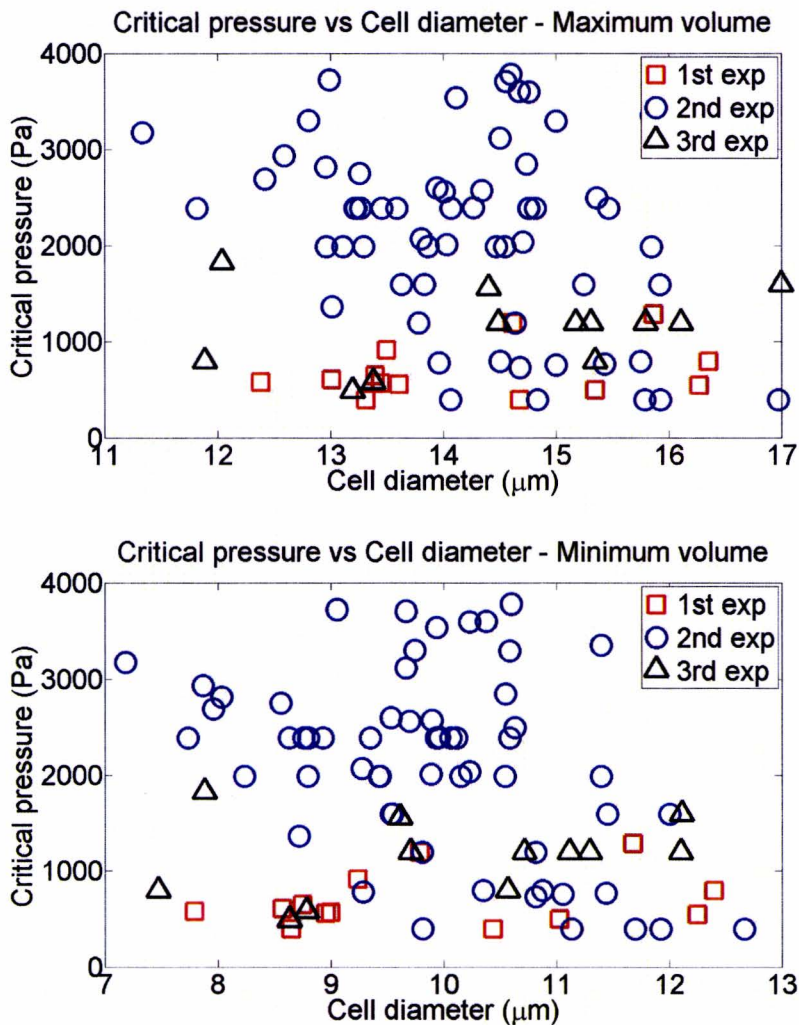 Critical pressure vs Cell diameter - Maximum volume
4000
3000
2000
1000
0
Critical pressure (Pa)
1st exp
2nd exp
3rd exp
11 12 13 14 15 16 17
Cell diameter (μm)
Critical pressure vs Cell diameter - Minimum volume
4000
3000
2000
1000
0
Critical pressure (Pa)
1st exp
2nd exp
3rd exp
7 8 9 10 11 12 13
Cell diameter (μm)